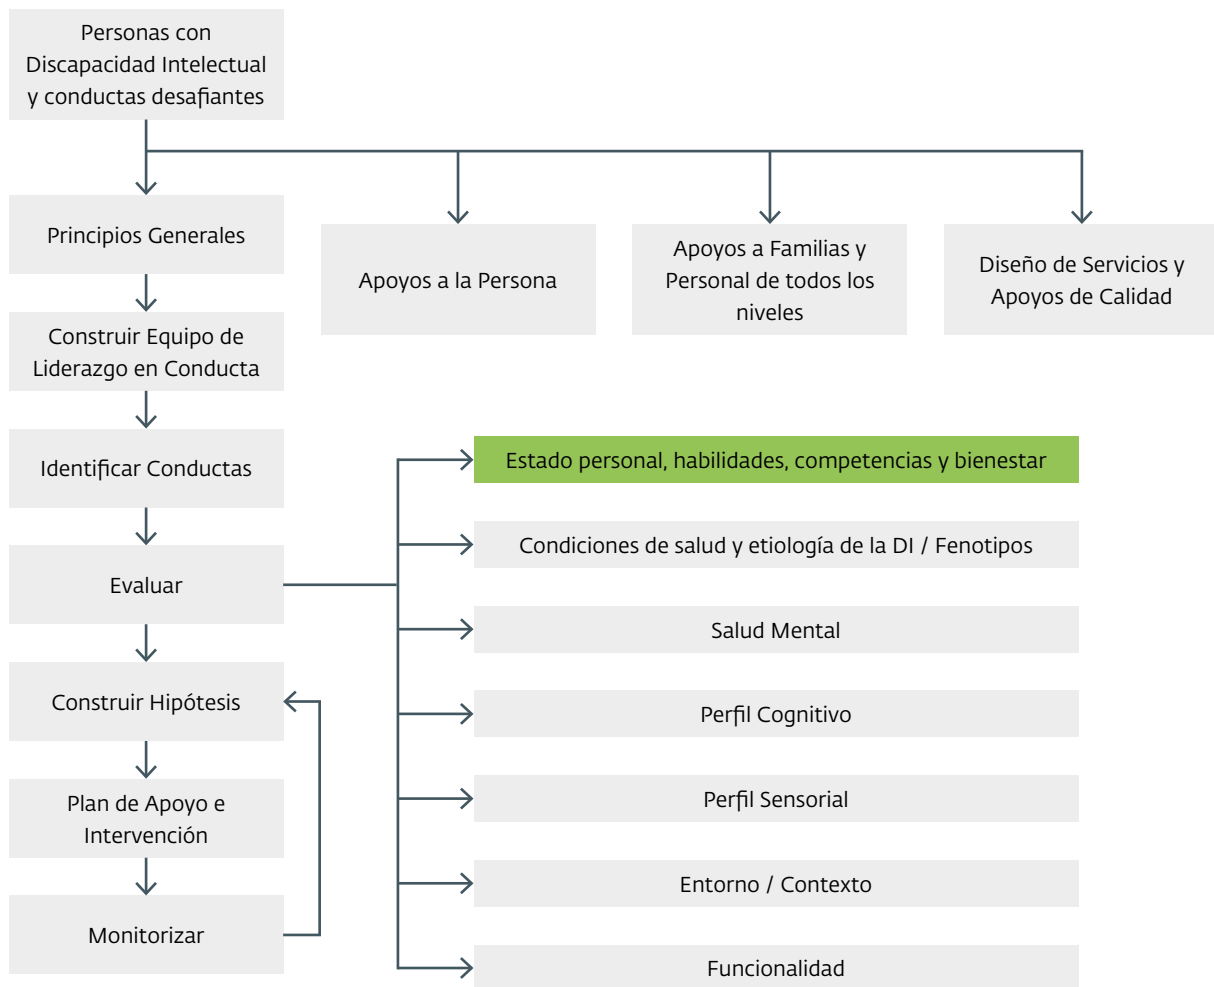 Personas con
Discapacidad Intelectual
y conductas desafiantes
Principios Generales
Apoyos a la Persona
Apoyos a Familias y
Personal de todos los
niveles
Diseño de Servicios y
Apoyos de Calidad
Construir Equipo de
Liderazgo en Conducta
Identificar Conductas
Evaluar
Construir Hipótesis
Plan de Apoyo e
Intervención
Monitorizar
Estado personal, habilidades, competencias y bienestar
Condiciones de salud y etiología de la DI / Fenotipos
Salud Mental
Perfil Cognitivo
Perfil Sensorial
Entorno / Contexto
Funcionalidad